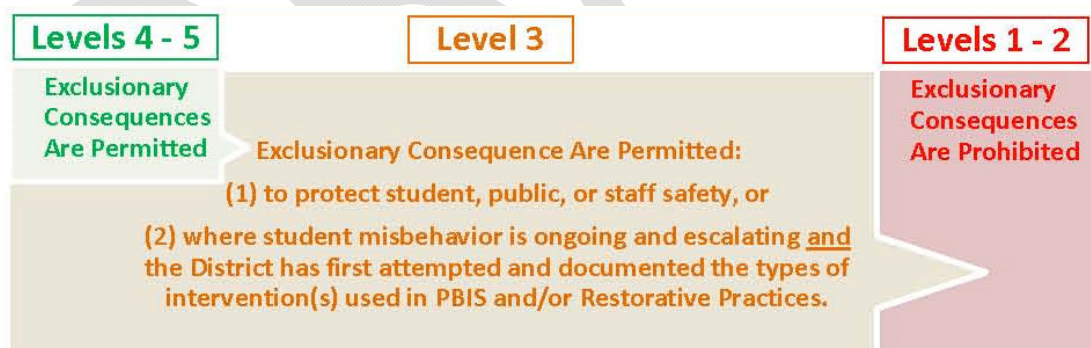 Levels 4 - 5
Exclusionary
Consequences
Are Permitted
Level 3
Exclusionary Consequence Are Permitted:
(1) to protect student, public, or staff safety, or
(2) where student misbehavior is ongoing and escalating and
the District has first attempted and documented the types of
intervention(s) used in PBIS and/or Restorative Practices.
Levels 1 - 2
Exclusionary
Consequences
Are Prohibited